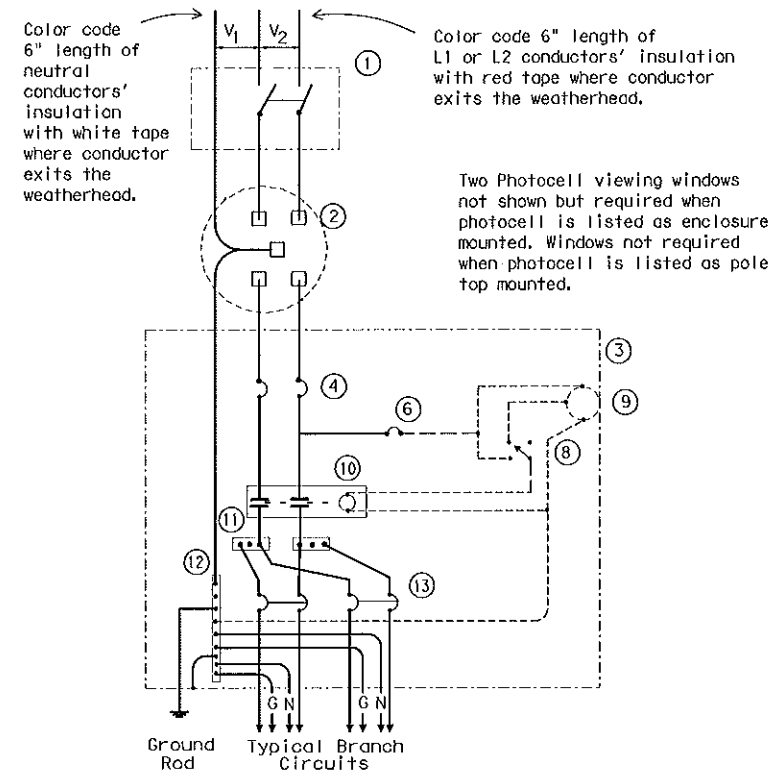 Color code
6" length of
neutral
conductors'
insulation
with white tape
where conductor
exits the
weatherhead.
V1
V2
Color code 6" length of
L1 or L2 conductors' insulation
with red tape where conductor
exits the weatherhead.
1
Two Photocell viewing windows
not shown but required when
photocell is listed as enclosure
mounted. Windows not required
when photocell is listed as pole
top mounted.
2
3
4
6
9
8
10
11
12
13
G N
G N
Ground
Rod
Typical Branch
Circuits